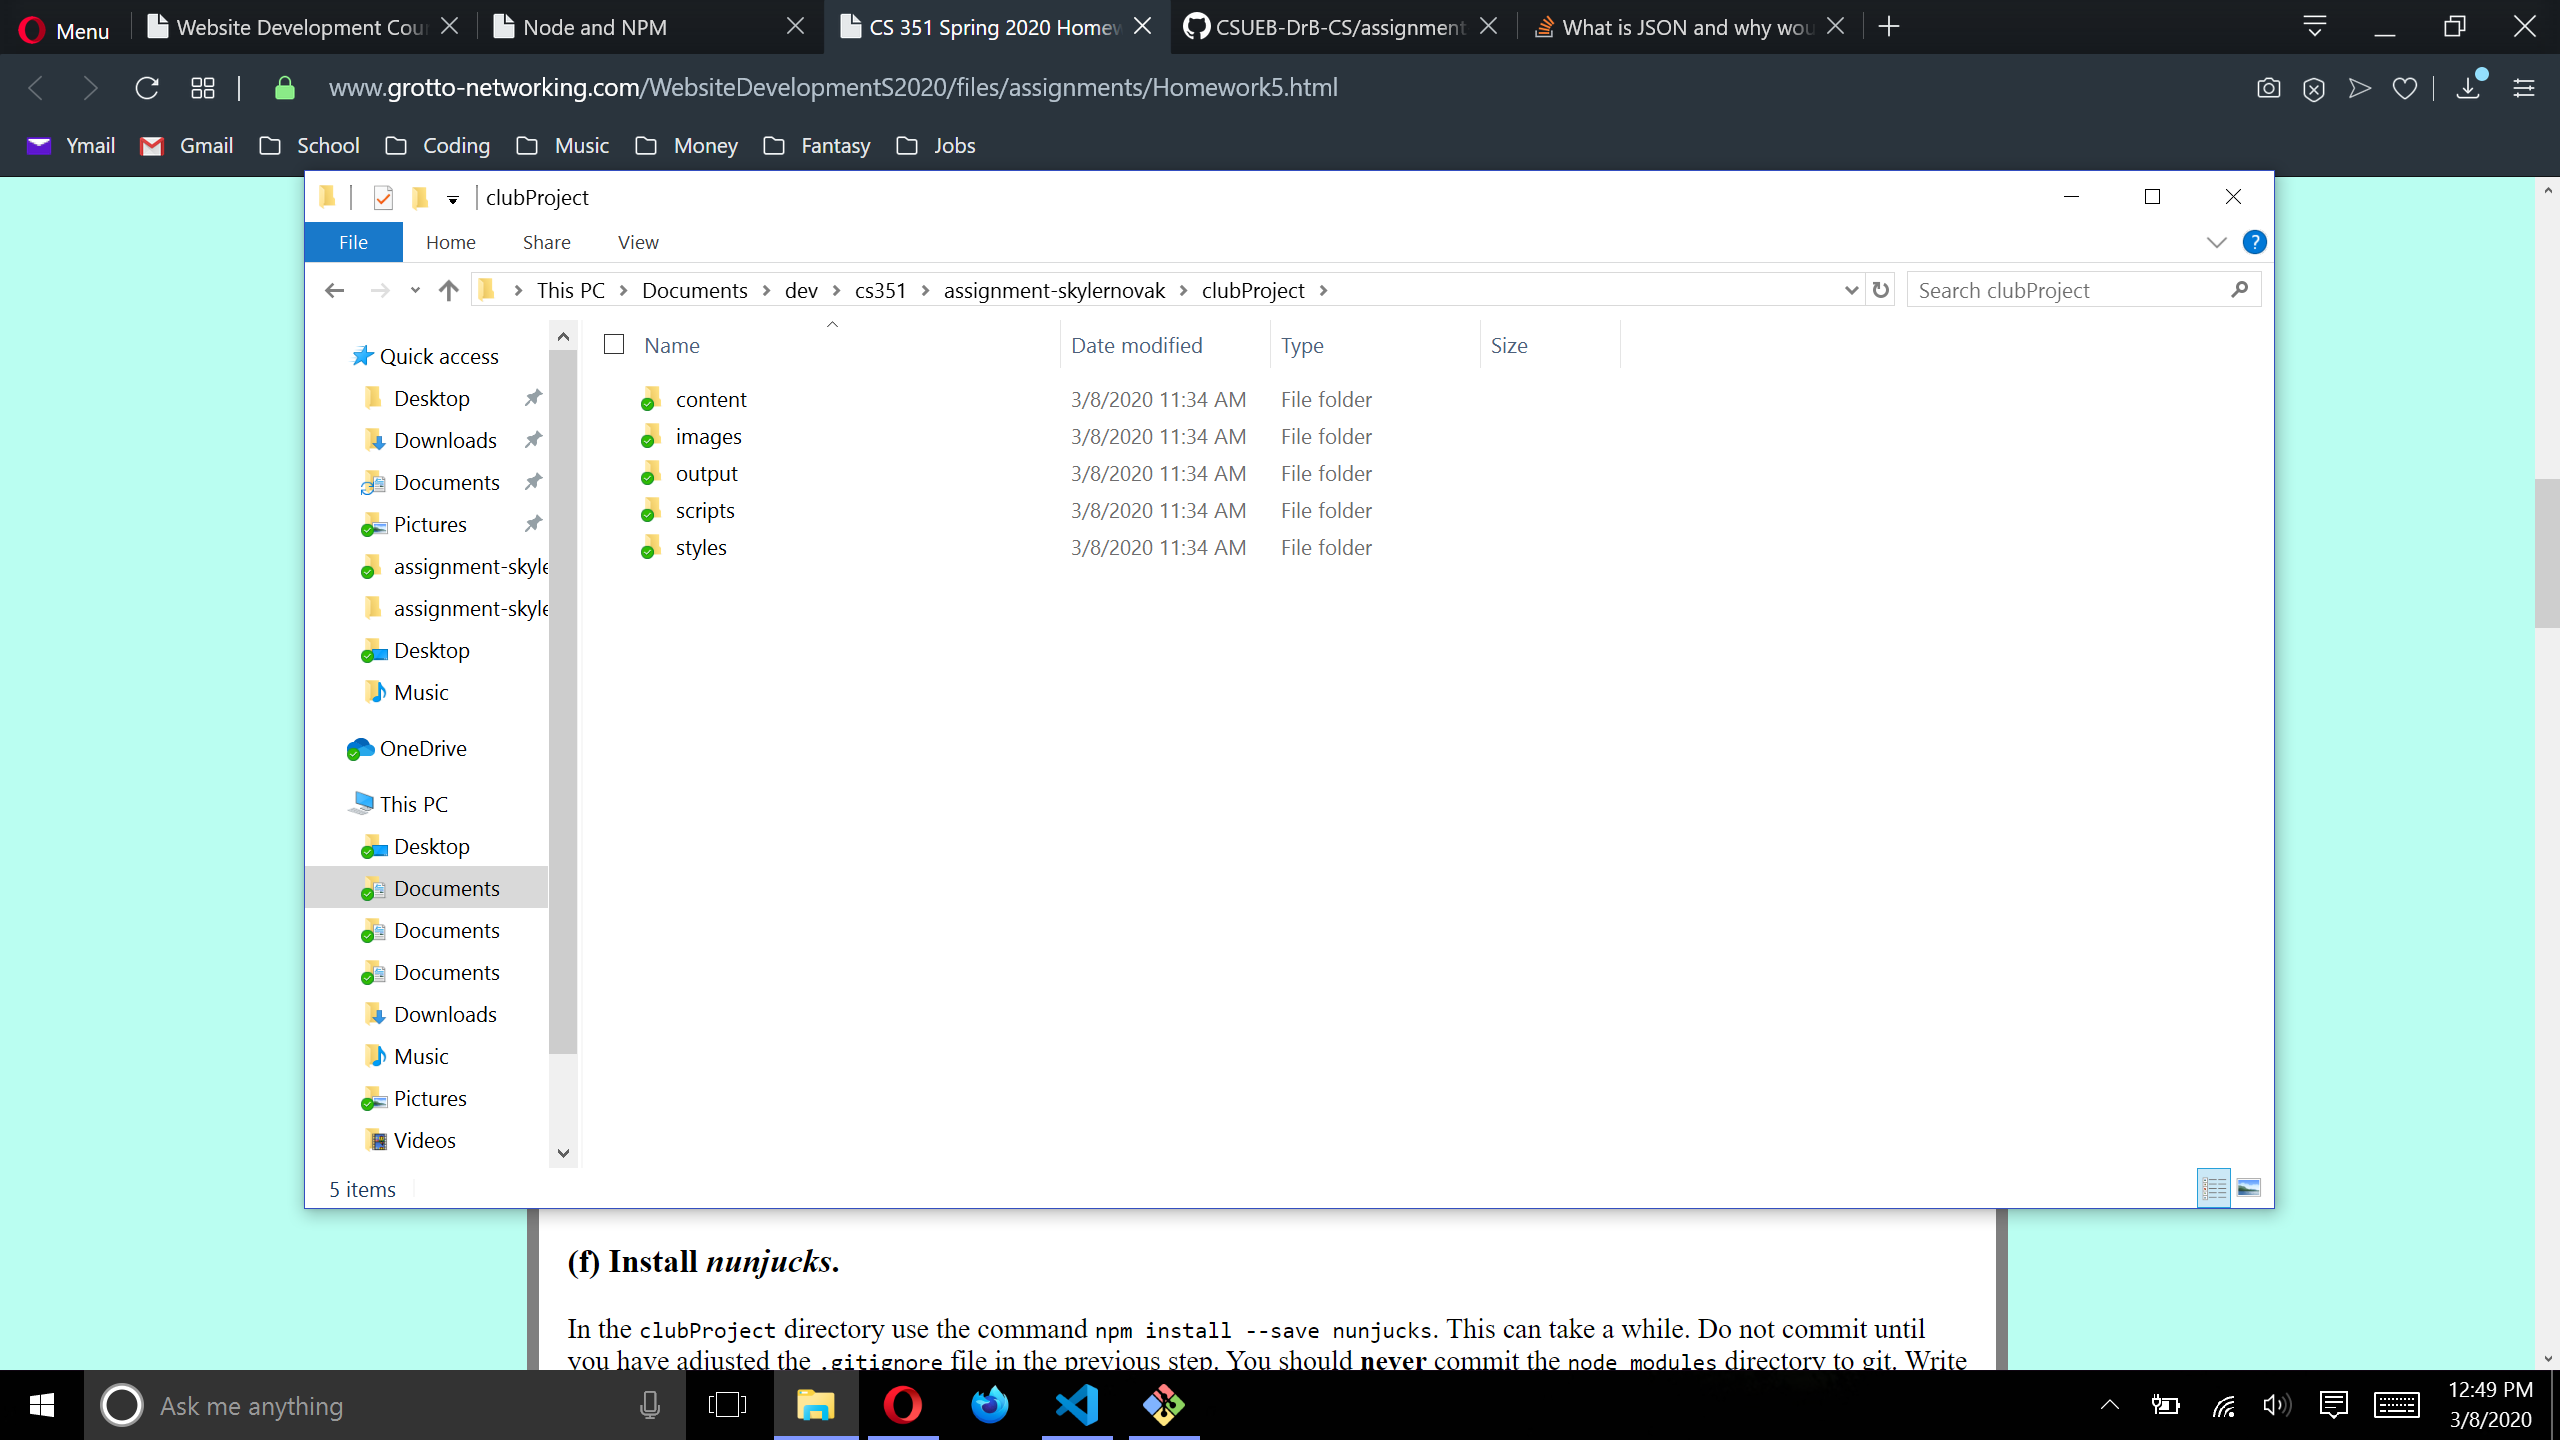 Menu
Website Development Cour
Node and NPM
CS 351 Spring 2020 Homew
CSUEB-DrB-CS/assignment
What is JSON and why wou
www.grotto-networking.com/WebsiteDevelopmentS2020/files/assignments/Homework5.html
Ymail
Gmail
School
Coding
Music
Money
Fantasy
Jobs
clubProject
File
Home
Share
View
This PC
Documents
dev
cs351
assignment-skylernovak
clubProject
Search clubProject
Name
Date modified
Type
Size
content 3/8/2020 11:34 AM File folder
images 3/8/2020 11:34 AM File folder
output 3/8/2020 11:34 AM File folder
scripts 3/8/2020 11:34 AM File folder
styles 3/8/2020 11:34 AM File folder
Quick access
Desktop
Downloads
Documents
Pictures
assignment-skyle
assignment-skyle
Desktop
Music
OneDrive
This PC
Desktop
Documents
Documents
Documents
Downloads
Music
Pictures
Videos
5 items
(f) Install nunjucks.
In the clubProject directory use the command npm install --save nunjucks. This can take a while. Do not commit until
you have adjusted the .gitignore file in the previous step. You should never commit the node_modules directory to git. Write
Ask me anything
12:49 PM
3/8/2020